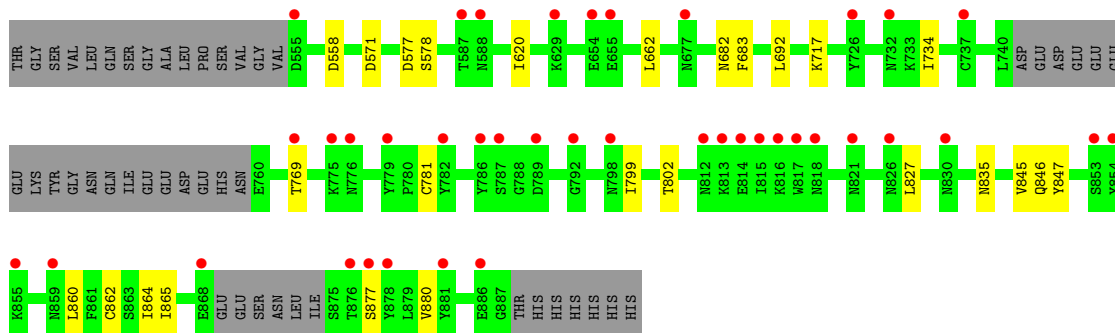 THR GLY SER VAL LEU GLN SER GLY ALA LEU PRO SER VAL GLY VAL D555 D558 D571 D577 S578 T587 N588 I620 K629 E654 E655 L662 N677 N682 F683 L692 K717 Y726 N732 K733 I734 C737 L740 ASP GLU ASP GLU GLU GLU
GLU LYS TYR GLY ASN GLN ILE GLU GLU ASP GLU HIS ASN E760 T769 K775 N776 Y779 P780 C781 Y782 Y786 S787 G788 D789 G792 N798 I799 T802 N812 K813 E814 I815 K816 W817 N818 N821 N826 L827 N830 N835 V845 Q846 Y847 S853 Y854
K855 N859 L860 F861 C862 S863 I864 I865 E868 GLU GLU SER ASN LEU ILE S875 T876 S877 Y878 L879 V880 Y881 E886 G887 THR HIS HIS HIS HIS HIS HIS